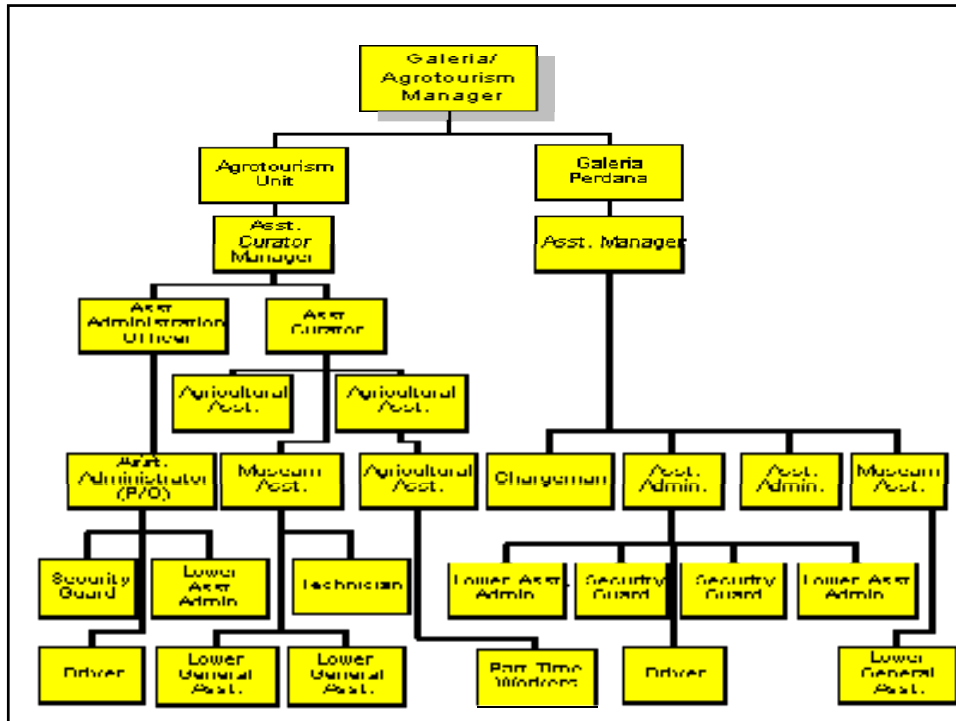 Galeria/
Agrotourism
Manager
Agrotourism
Unit
Galeria
Perdana
Asst.
Curator
Manager
Asst. Manager
Asst
Administration
Officer
Asst
Curator
Agricultural
Asst.
Agricultural
Asst.
Asst.
Administrator
(P/O)
Museum
Asst.
Agricultural
Asst.
Chargeman
Asst.
Admin.
Asst.
Admin.
Museum
Asst.
Security
Guard
Lower
Asst
Admin
Technician
Lower Asst.
Admin
Security
Guard
Security
Guard
Lower Asst
Admin
Driver
Lower
General
Asst.
Lower
General
Asst.
Part Time
Workers
Driver
Lower
General
Asst.